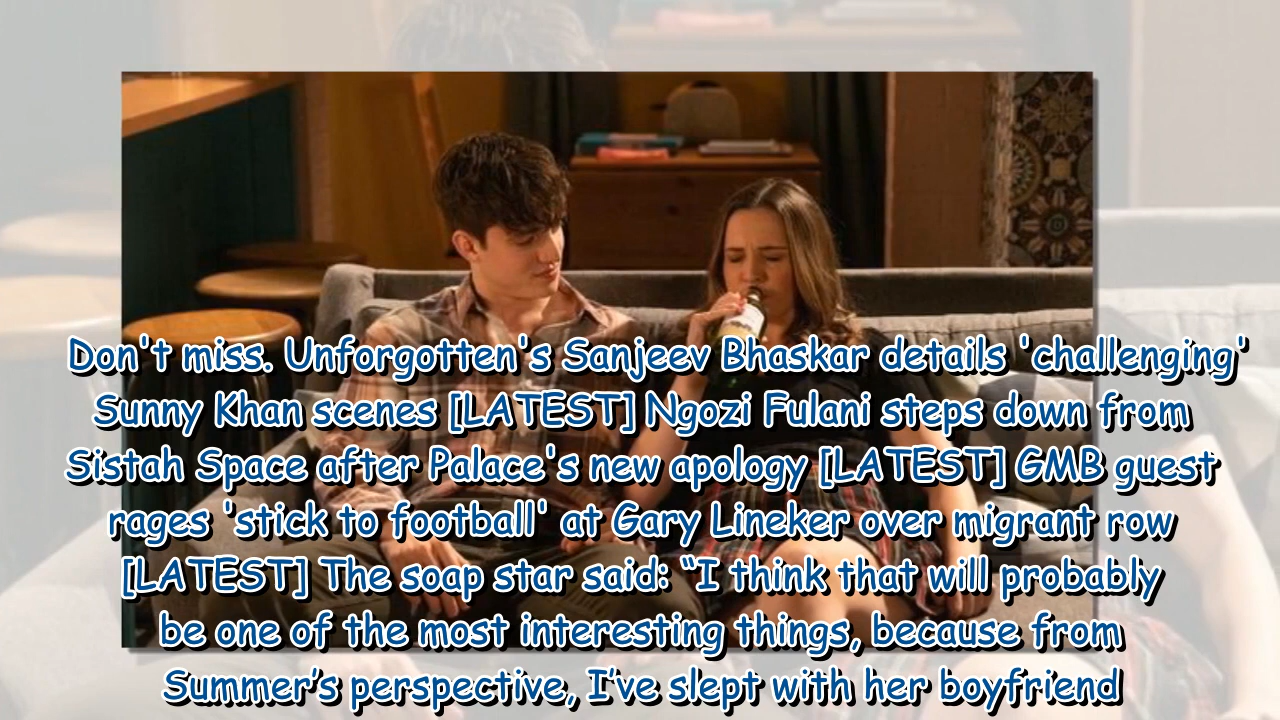 Don't miss. Unforgotten's Sanjeev Bhaskar details 'challenging'
Sunny Khan scenes [LATEST] Ngozi Fulani steps down from
Sistah Space after Palace's new apology [LATEST] GMB guest
rages 'stick to football' at Gary Lineker over migrant row
[LATEST] The soap star said: “I think that will probably
be one of the most interesting things, because from
Summer’s perspective, I’ve slept with her boyfriend